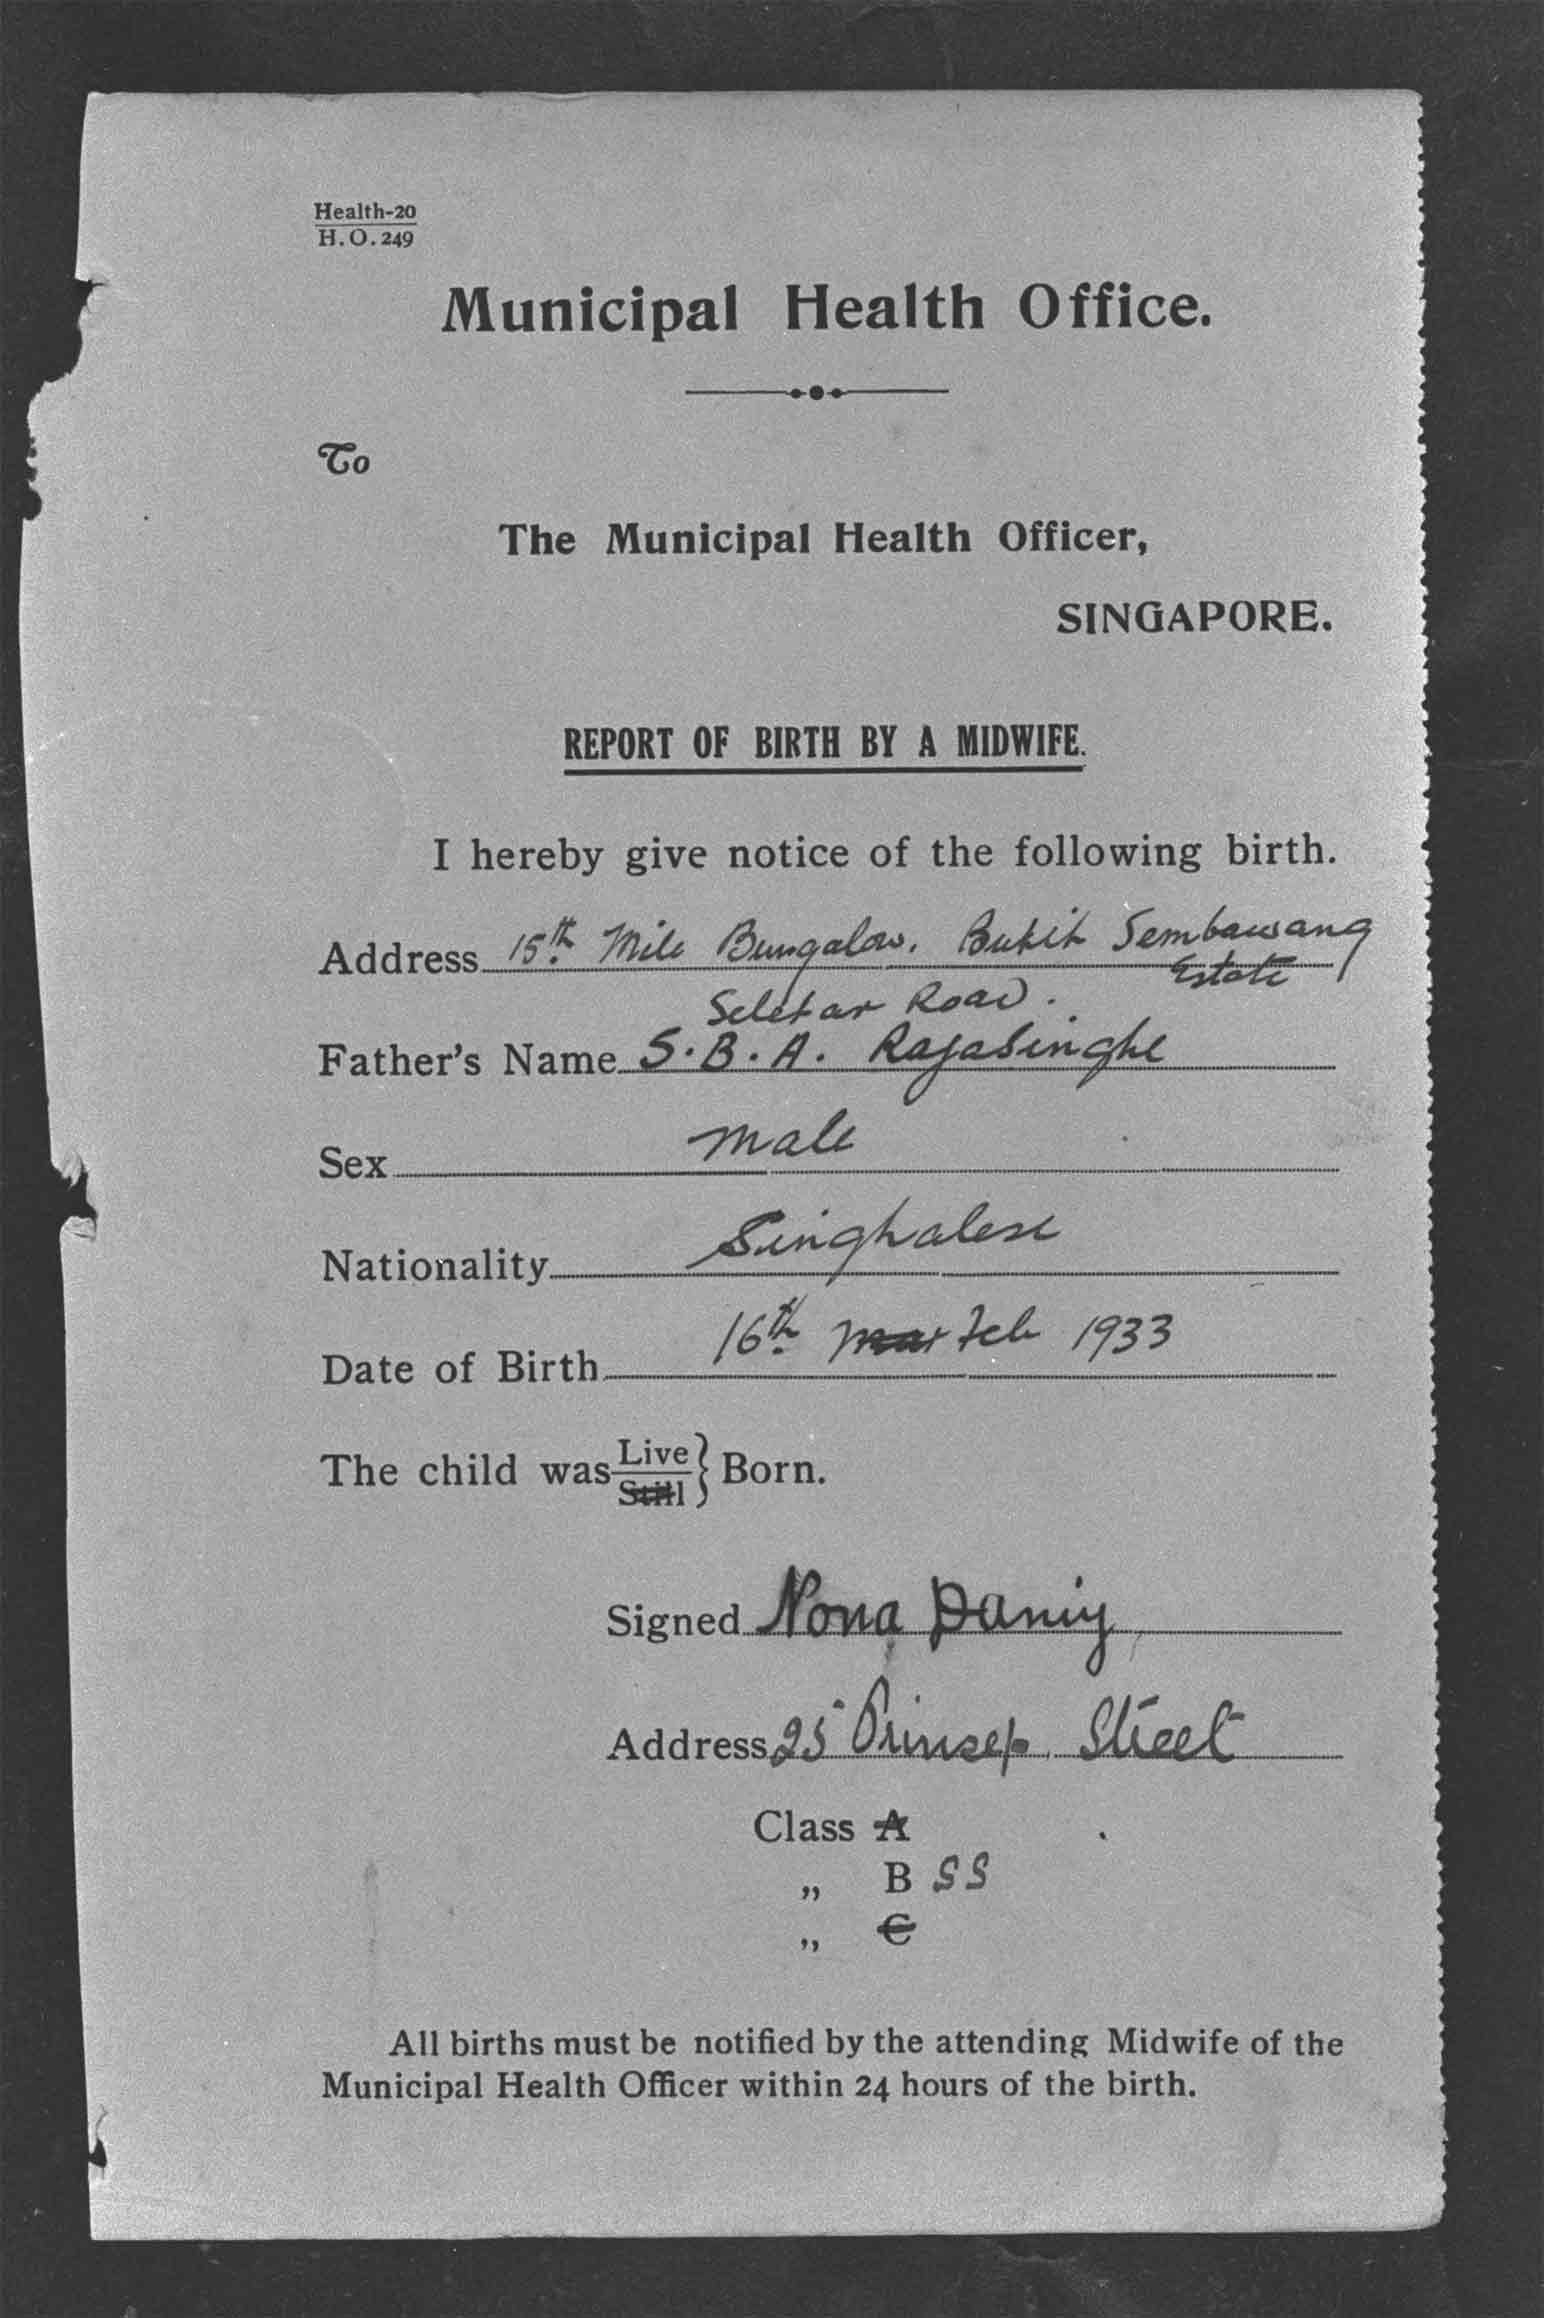 Health-20
H.O. 249
Municipal Health Office.
To
The Municipal Health Officer,
SINGAPORE.
REPORT OF BIRTH BY A MIDWIFE.
I hereby give notice of the following birth.
Address 15th Mile Bungalow. Bukit Sembawang
Estate
Seletar Road.
Father's Name S. B. A. Rajasinghe
Sex male
Nationality Singhalese
Date of Birth 16th Mar Feb 1933
The child was Live
Still } Born.
Signed Nona
Address 25 Prinsep Street
Class A
„ B SS
„ C
All births must be notified by the attending Midwife of the
Municipal Health Officer within 24 hours of the birth.